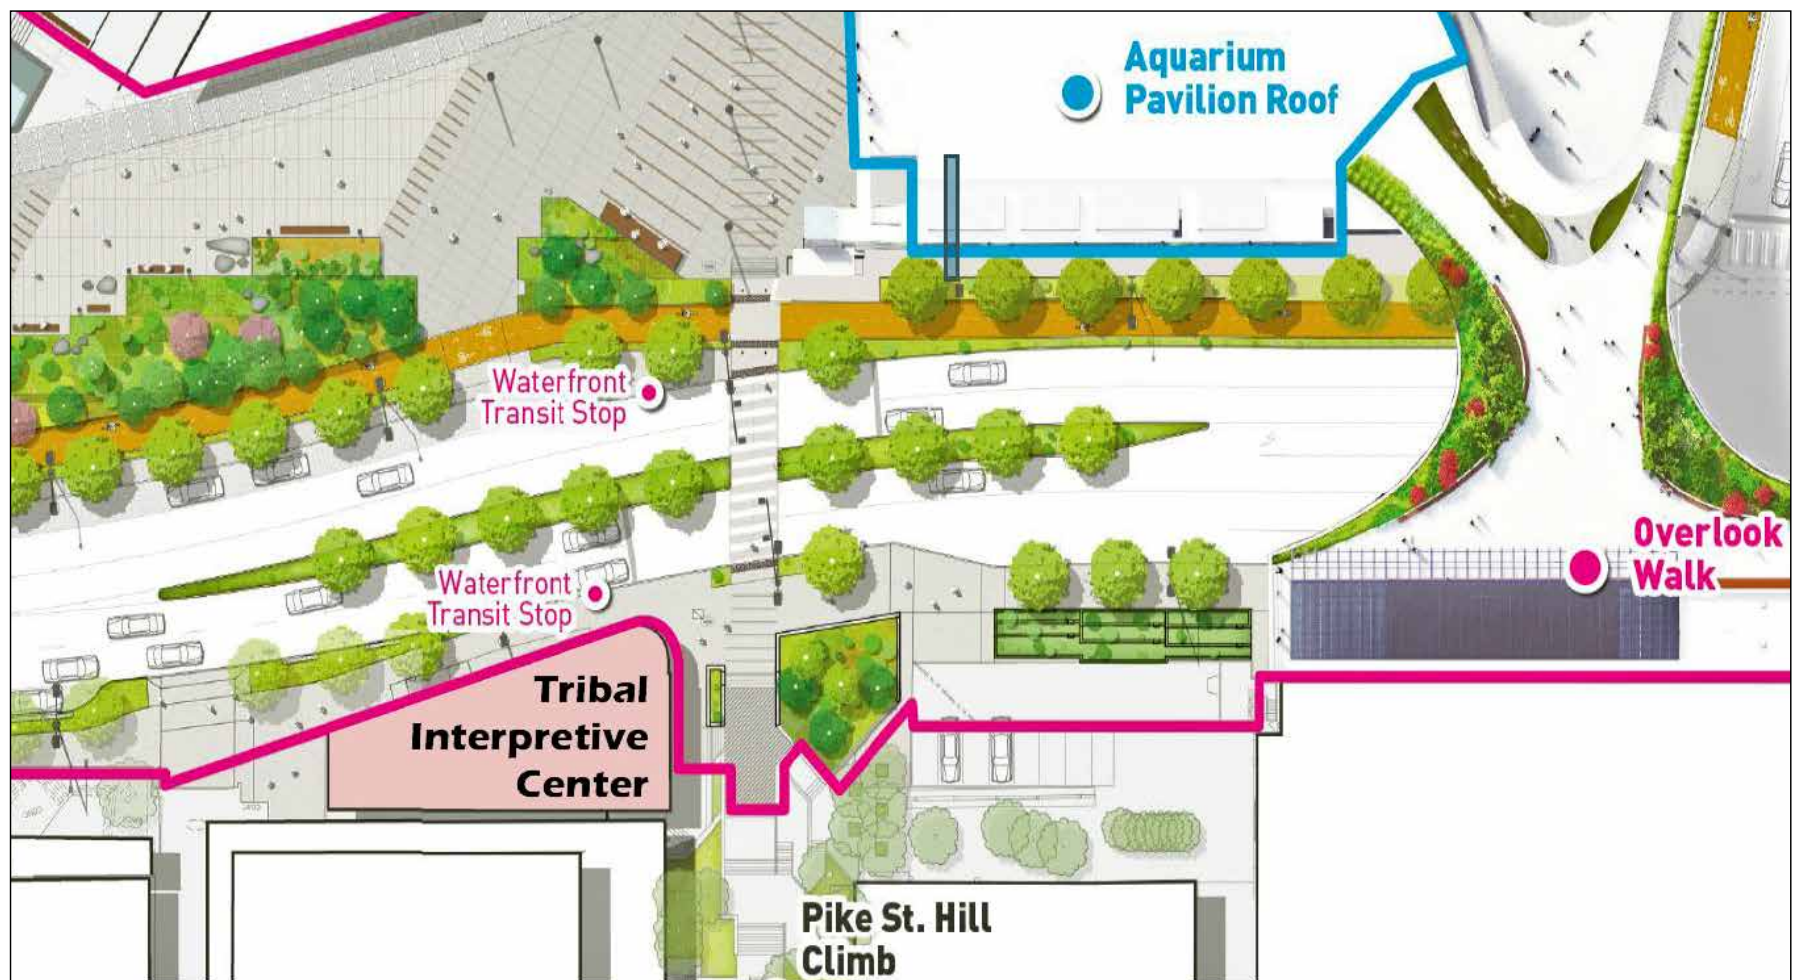 Aquarium
Pavilion Roof
Waterfront
Transit Stop
Waterfront
Transit Stop
Overlook
Walk
Tribal
Interpretive
Center
Pike St. Hill
Climb